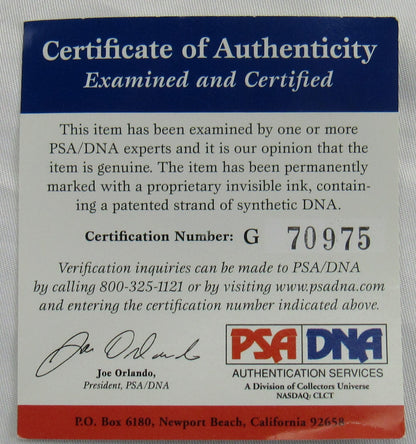 Certificate of Authenticity
Examined and Certified
This item has been examined by one or more
PSA/DNA experts and it is our opinion that the
item is genuine. The item has been permanently
marked with a proprietary invisible ink, contain-
ing a patented strand of synthetic DNA.
Certification Number: G 70975
Verification inquiries can be made to PSA/DNA
by calling 800-325-1121 or by visiting www.psadna.com
and entering the certification number indicated above.
Joe Orlando
Joe Orlando,
President, PSA/DNA
PSA DNA
AUTHENTICATION SERVICES
A Division of Collectors Universe
NASDAQ: CLCT
P.O. Box 6180, Newport Beach, California 92658